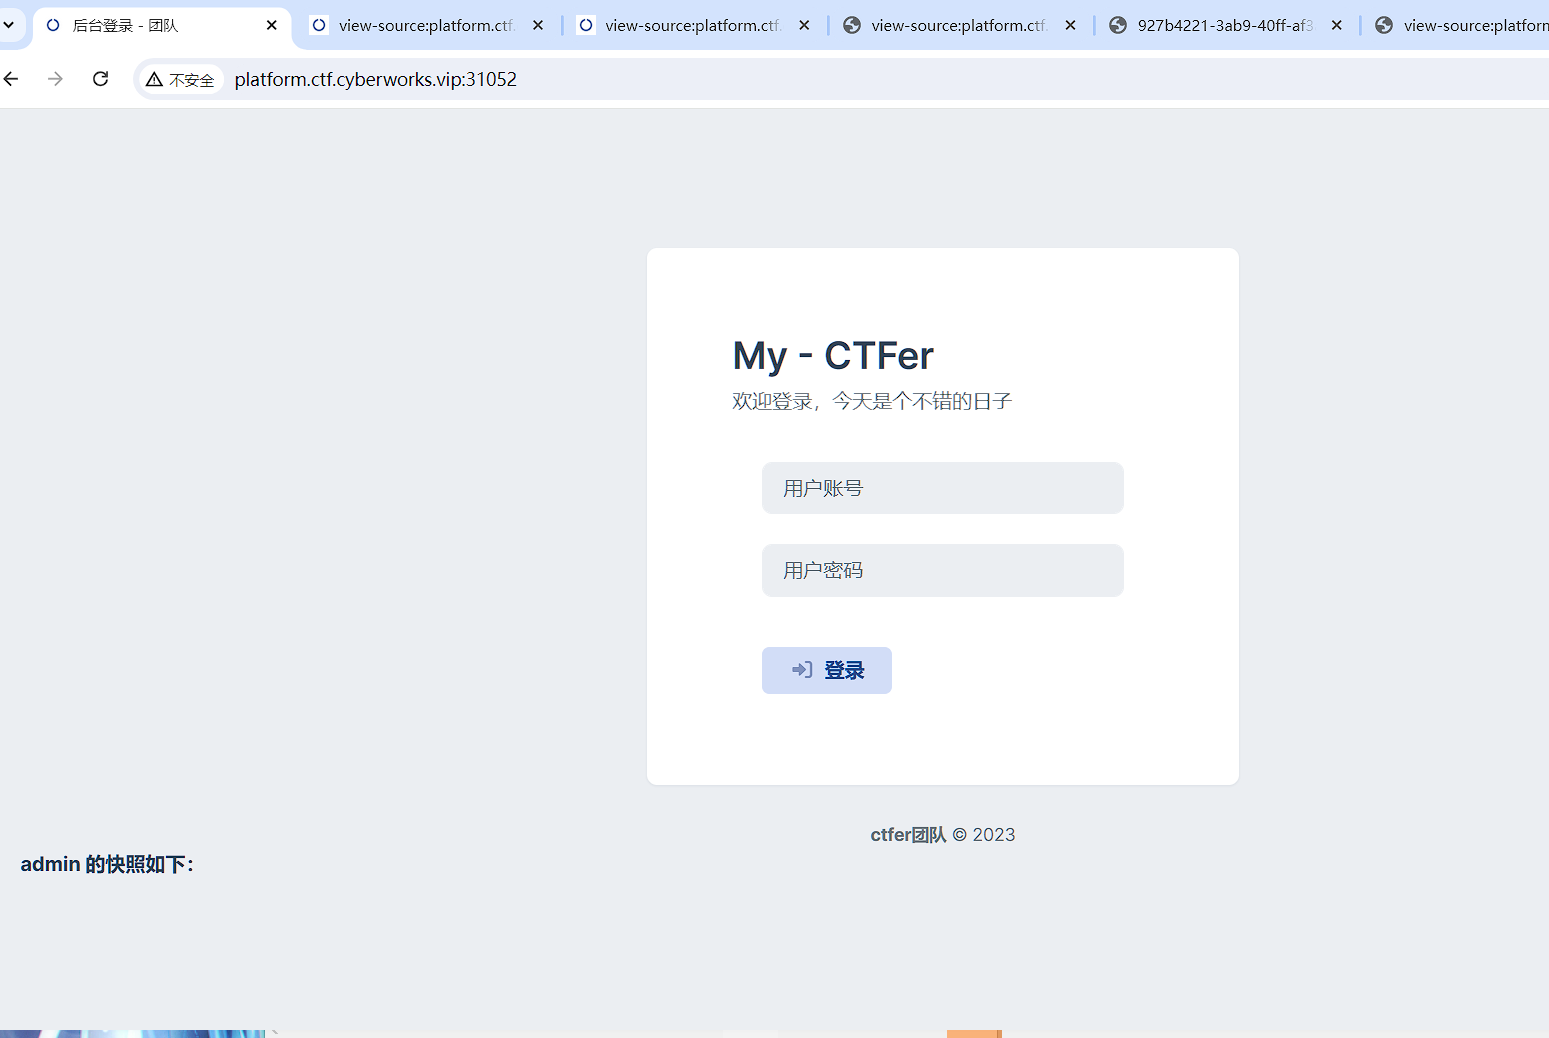 后台登录 - 团队
view-source:platform.ctf.
view-source:platform.ctf.
view-source:platform.ctf.
927b4221-3ab9-40ff-af3
view-source:platform
不安全
platform.ctf.cyberworks.vip:31052
My - CTFer
欢迎登录，今天是个不错的日子
用户账号
用户密码
登录
ctfer团队 © 2023
admin 的快照如下：